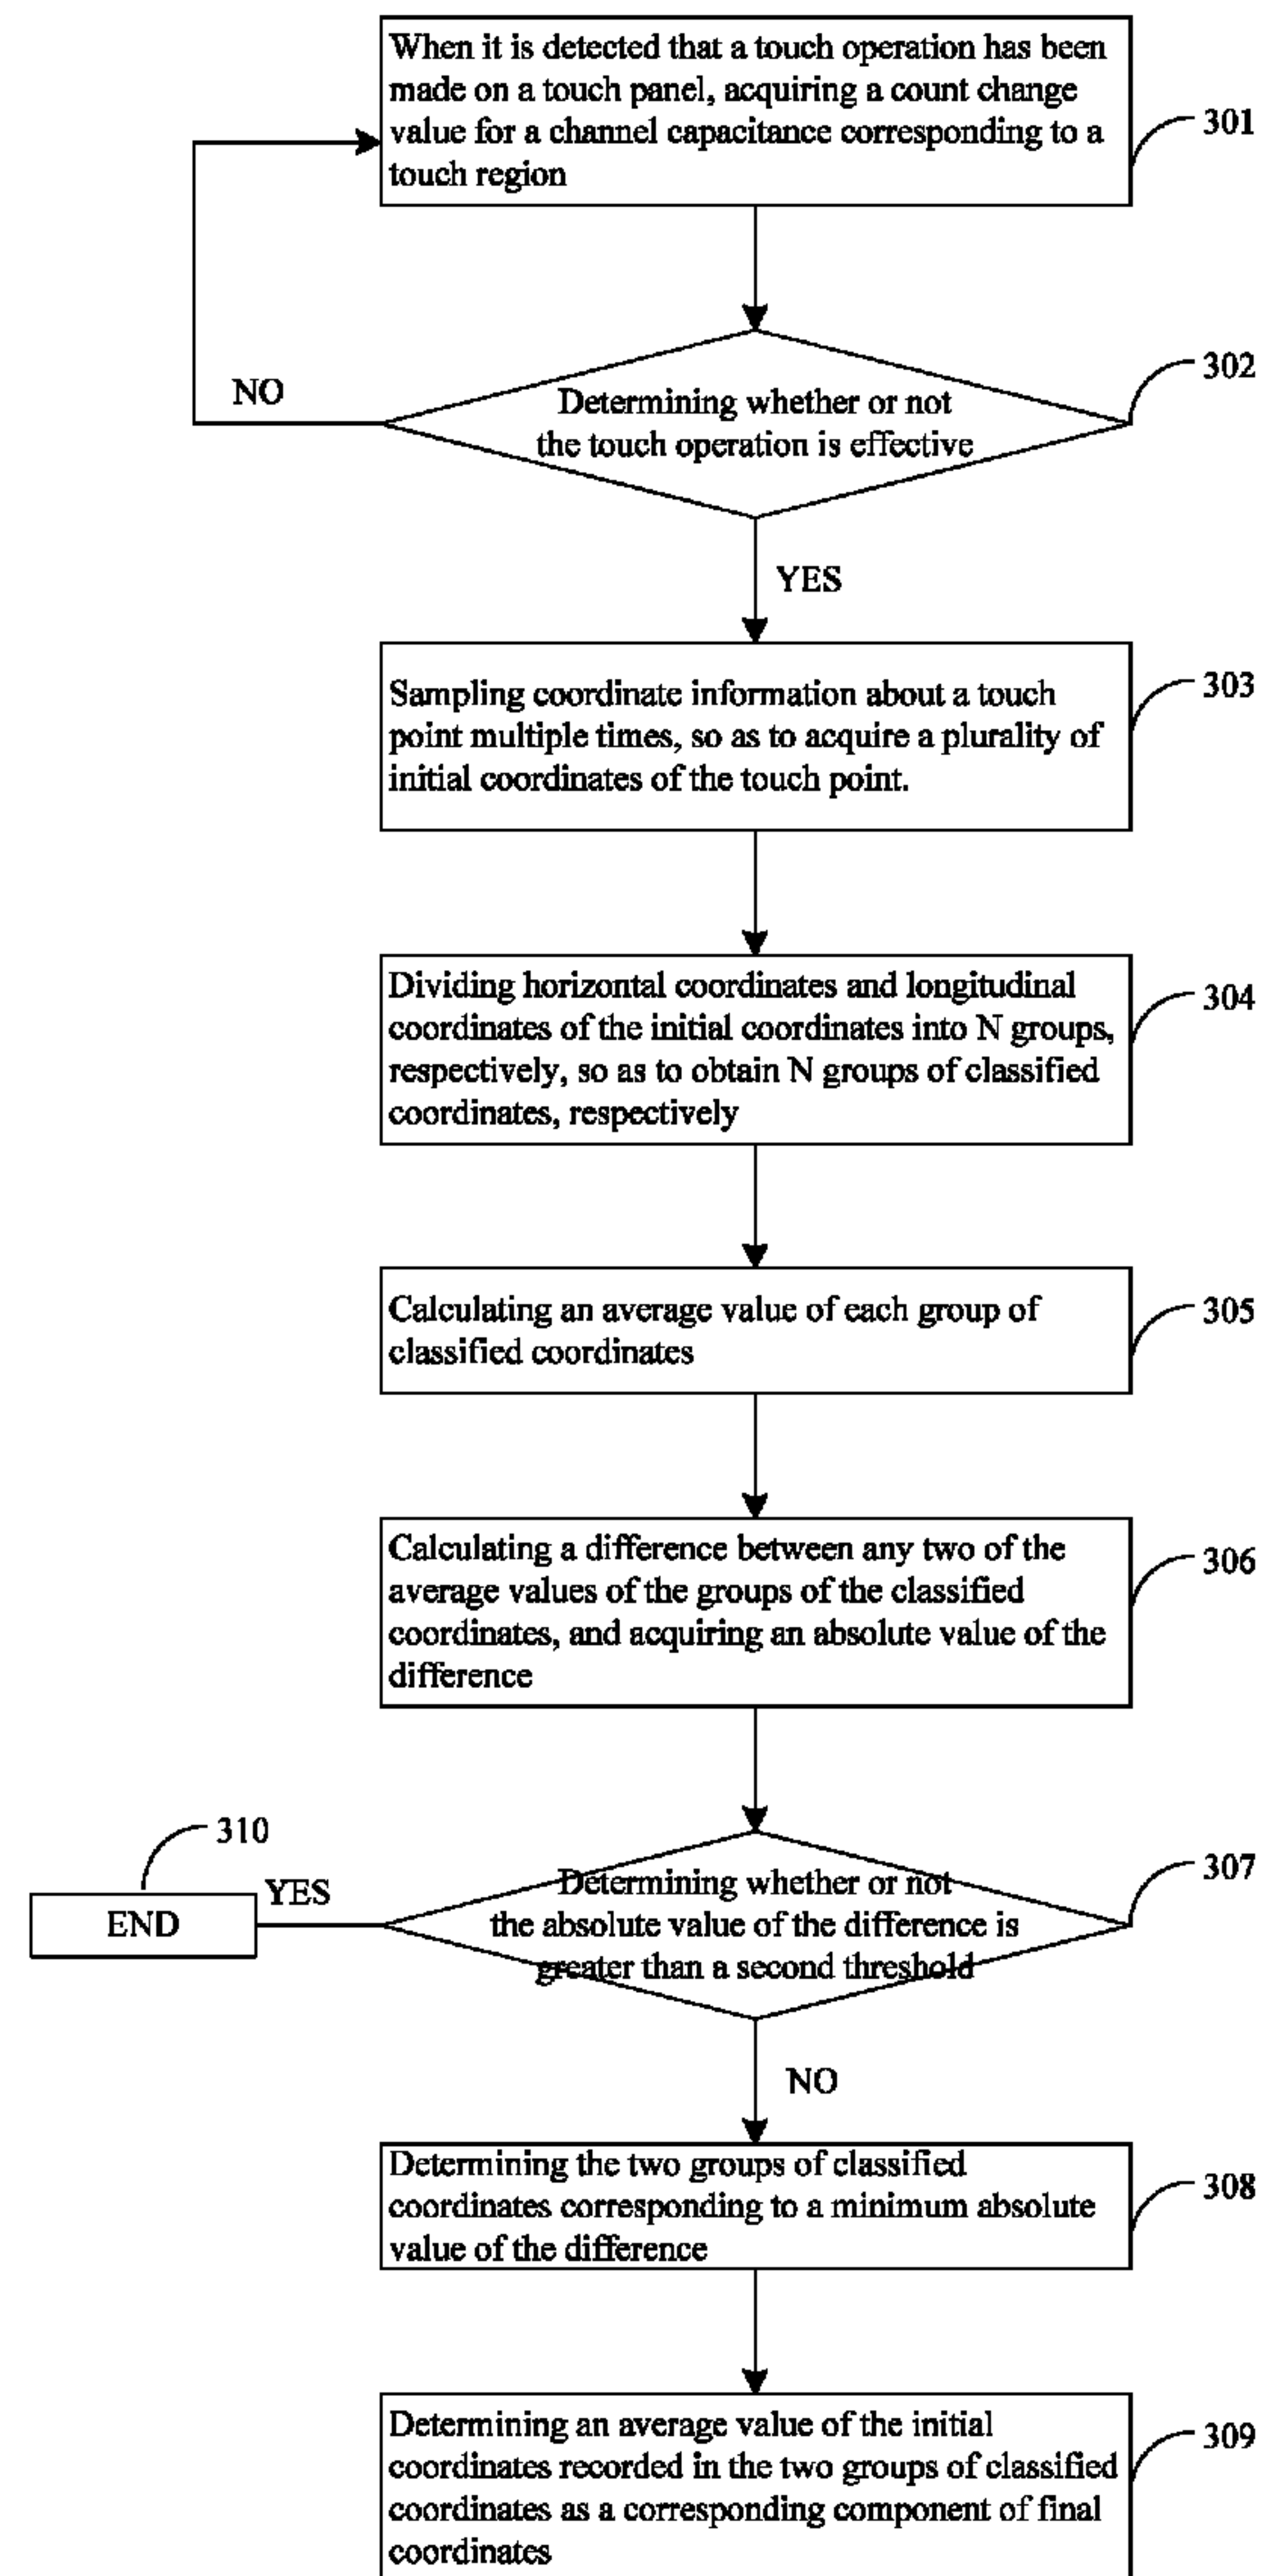 When it is detected that a touch operation has been
made on a touch panel, acquiring a count change
value for a channel capacitance corresponding to a
touch region
301
302
NO
Determining whether or not
the touch operation is effective
YES
303
Sampling coordinate information about a touch
point multiple times, so as to acquire a plurality of
initial coordinates of the touch point.
304
Dividing horizontal coordinates and longitudinal
coordinates of the initial coordinates into N groups,
respectively, so as to obtain N groups of classified
coordinates, respectively
305
Calculating an average value of each group of
classified coordinates
306
Calculating a difference between any two of the
average values of the groups of the classified
coordinates, and acquiring an absolute value of the
difference
310
307
YES
END
Determining whether or not
the absolute value of the difference is
greater than a second threshold
NO
308
Determining the two groups of classified
coordinates corresponding to a minimum absolute
value of the difference
309
Determining an average value of the initial
coordinates recorded in the two groups of classified
coordinates as a corresponding component of final
coordinates